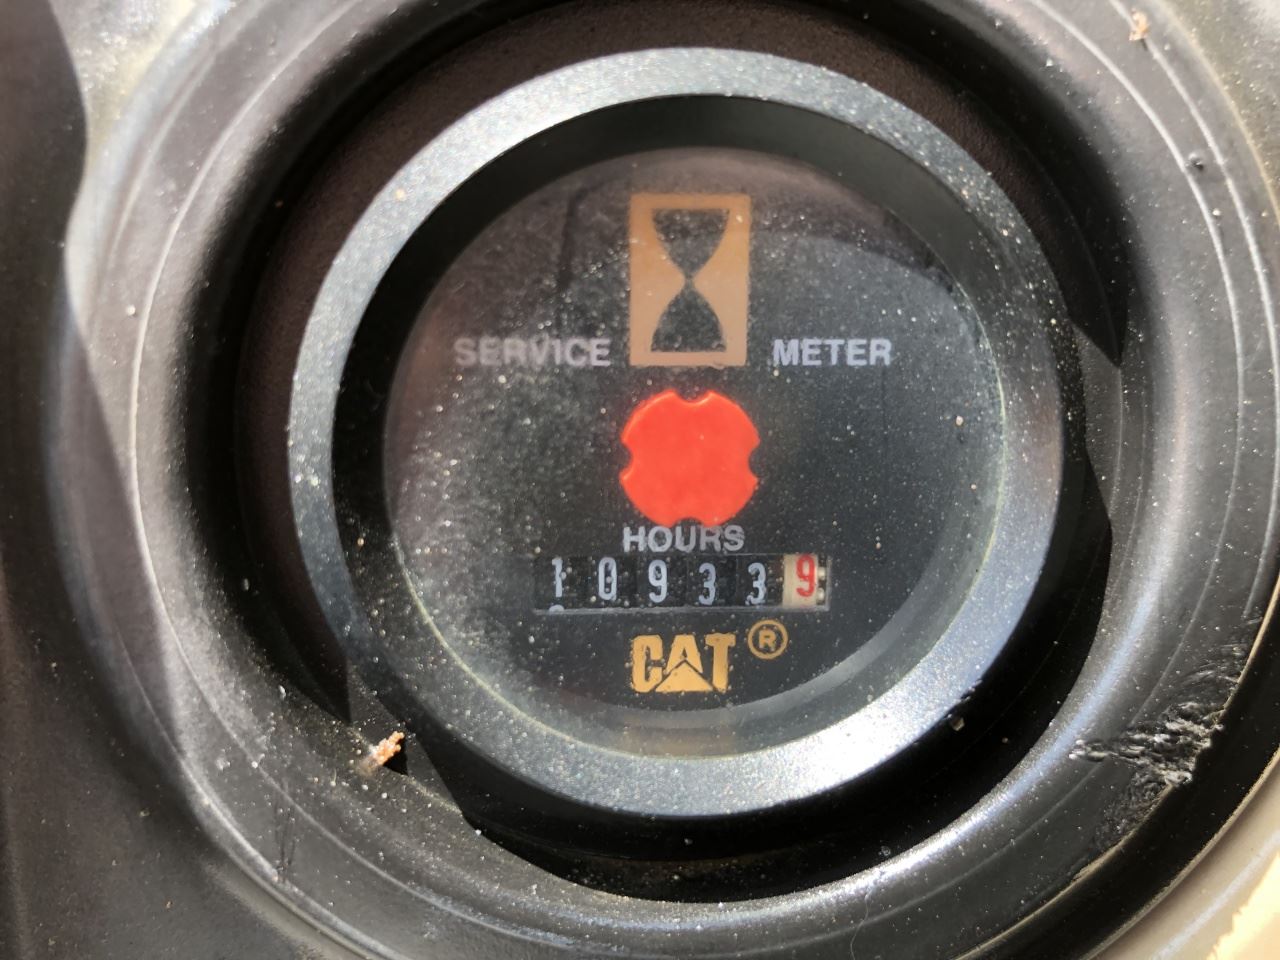 SERVICE METER
HOURS
109339
CAT®